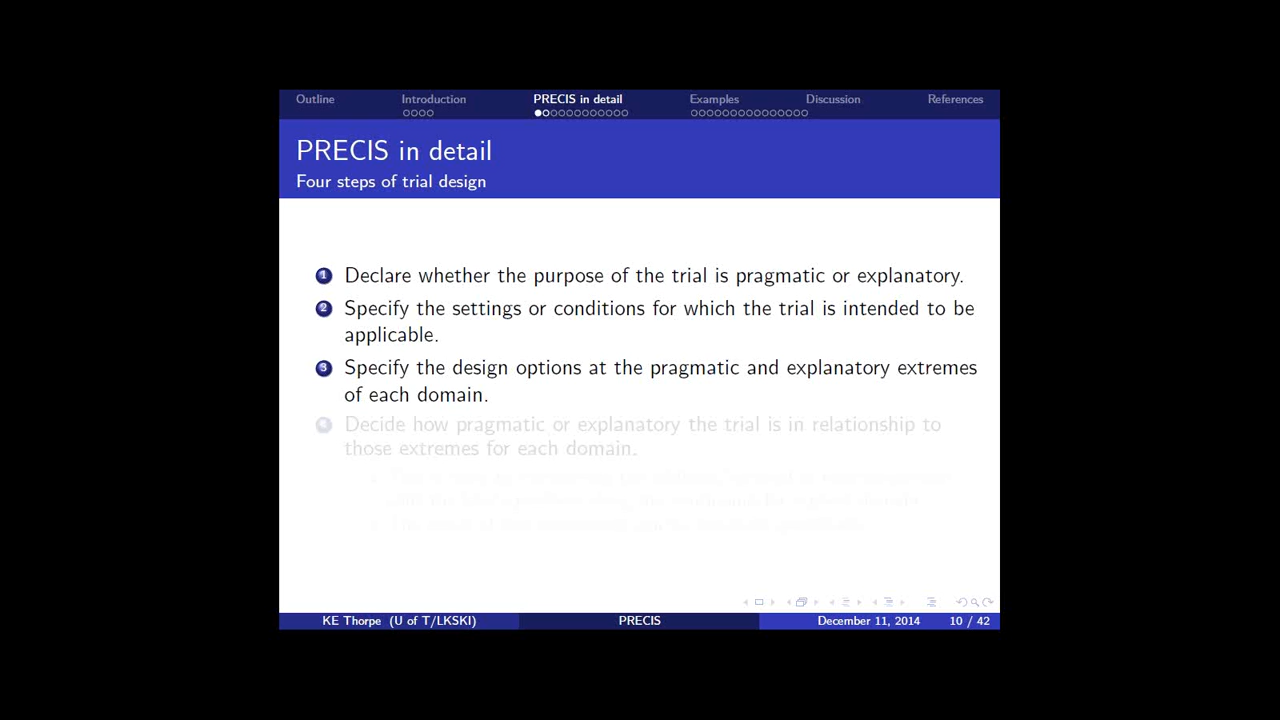 Outline Introduction PRECIS in detail Examples Discussion References
PRECIS in detail
Four steps of trial design
1 Declare whether the purpose of the trial is pragmatic or explanatory.
2 Specify the settings or conditions for which the trial is intended to be
applicable.
3 Specify the design options at the pragmatic and explanatory extremes
of each domain.
Decide how pragmatic or explanatory the trial is in relationship to
those extremes for each domain.
KE Thorpe (U of T/LKSKI) PRECIS December 11, 2014 10 / 42